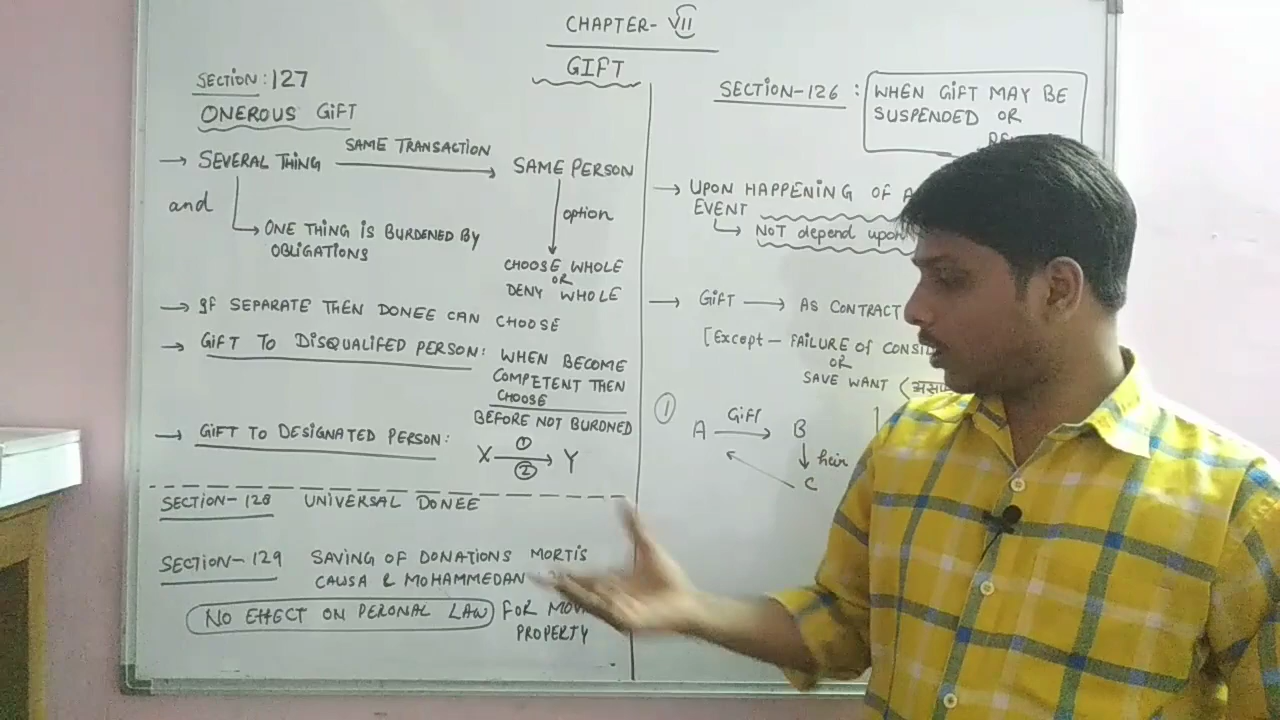 CHAPTER- VII
GIFT
SECTION: 127
ONEROUS GIFT
→ SEVERAL THING SAME TRANSACTION → SAME PERSON
and
→ ONE THING IS BURDENED BY
OBLIGATIONS
option
CHOOSE WHOLE
OR
DENY WHOLE
→ If SEPARATE THEN DONEE CAN CHOOSE
→ GIFT TO DISQUALIFED PERSON: WHEN BECOME
COMPETENT THEN
CHOOSE
BEFORE NOT BURDNED
→ GIFT TO DESIGNATED PERSON:
X ① → Y
②
SECTION-128 UNIVERSAL DONEE
SECTION-129 SAVING OF DONATIONS MORTIS
CAUSA & MOHAMMEDAN
NO EFFECT ON PERONAL LAW FOR
PROPERTY
SECTION-126 : WHEN GIFT MAY BE
SUSPENDED OR
→ UPON HAPPENING OF
EVENT
→ NOT depend upon
→ GIFT → AS CONTRACT
[Except - FAILURE OF
OR
SAVE WANT
① A Gift → B
heir
C